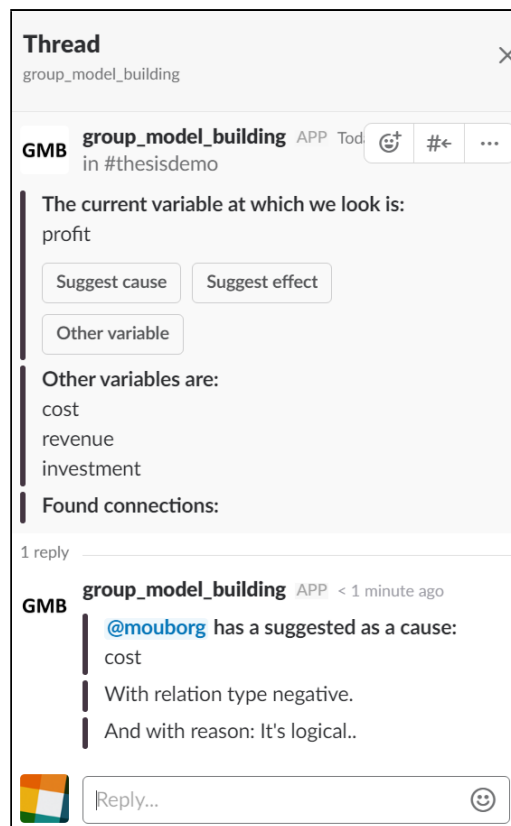 Thread
group_model_building
GMB
group_model_building APP
in #thesisdemo
The current variable at which we look is:
profit
Suggest cause Suggest effect
Other variable
Other variables are:
cost
revenue
investment
Found connections:
1 reply
GMB
group_model_building APP < 1 minute ago
@mouborg has a suggested as a cause:
cost
With relation type negative.
And with reason: It's logical..
Reply...